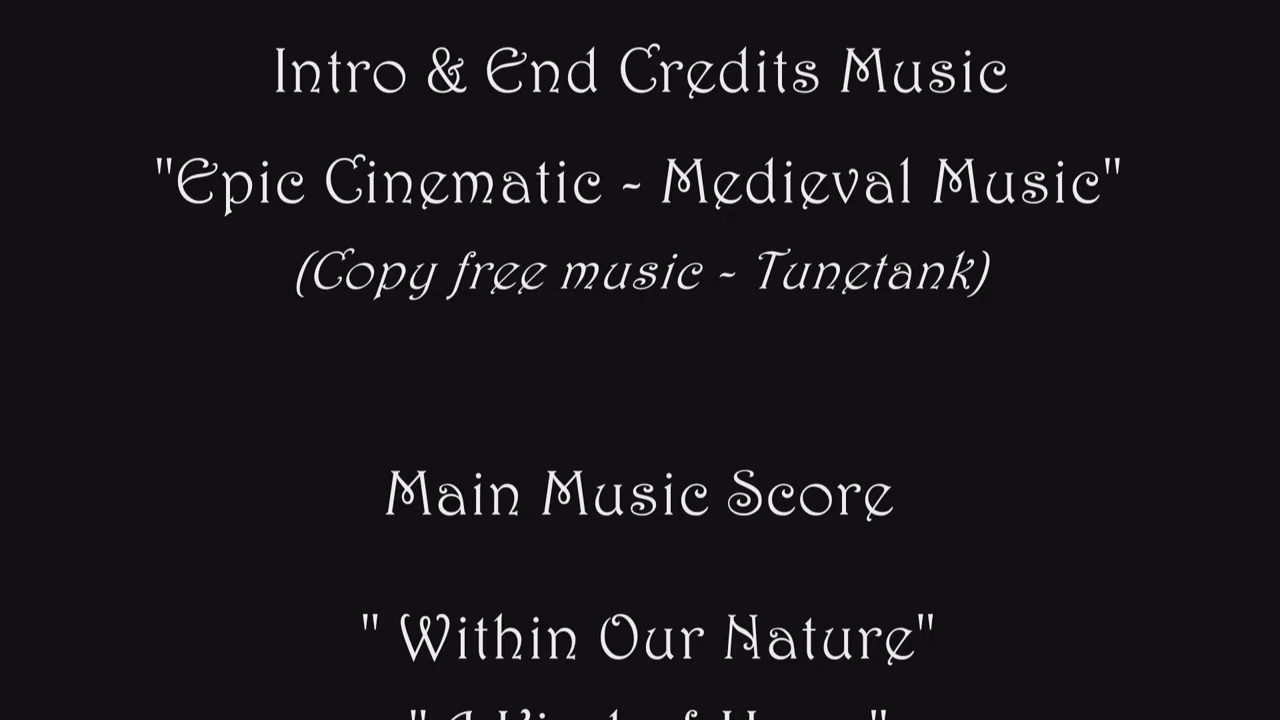 Intro & End Credits Music
"Epic Cinematic - Medieval Music"
(Copy free music - Tunetank)
Main Music Score
" Within Our Nature"